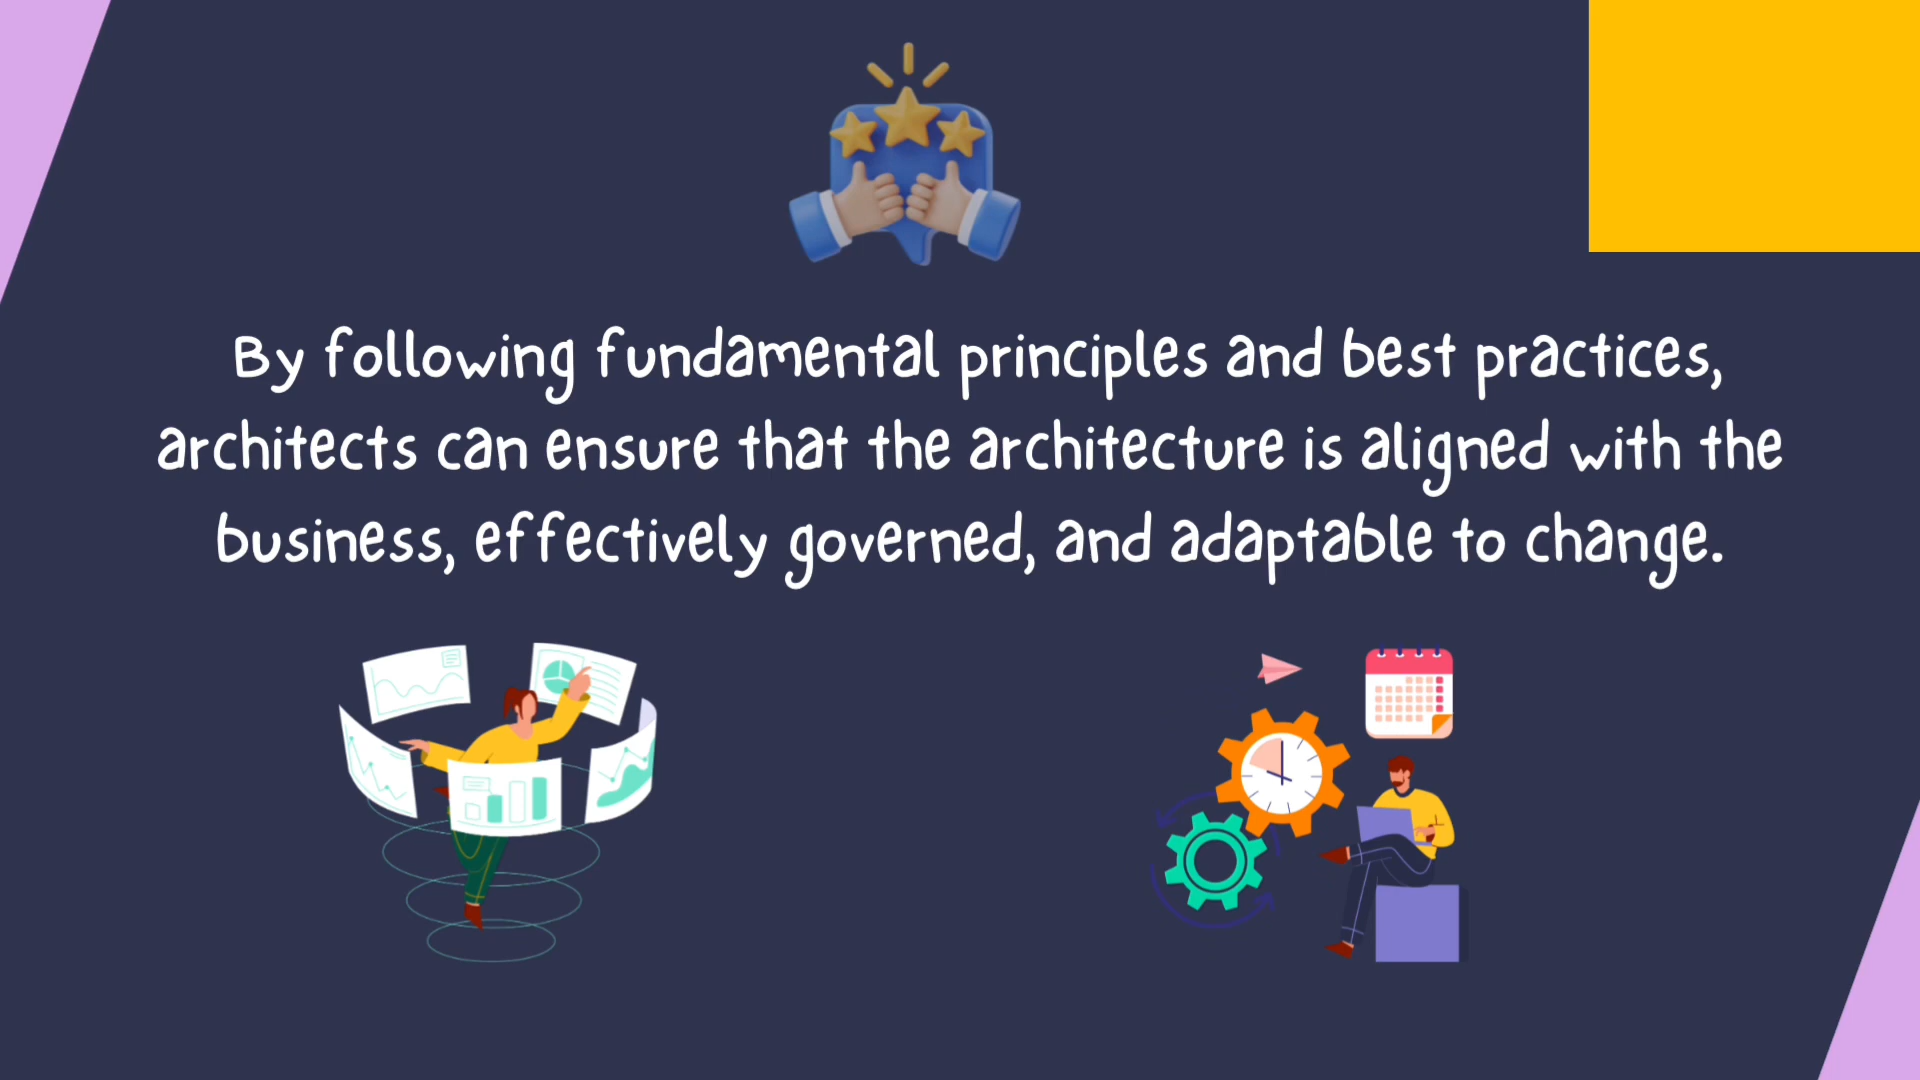 By following fundamental principles and best practices,
architects can ensure that the architecture is aligned with the
business, effectively governed, and adaptable to change.